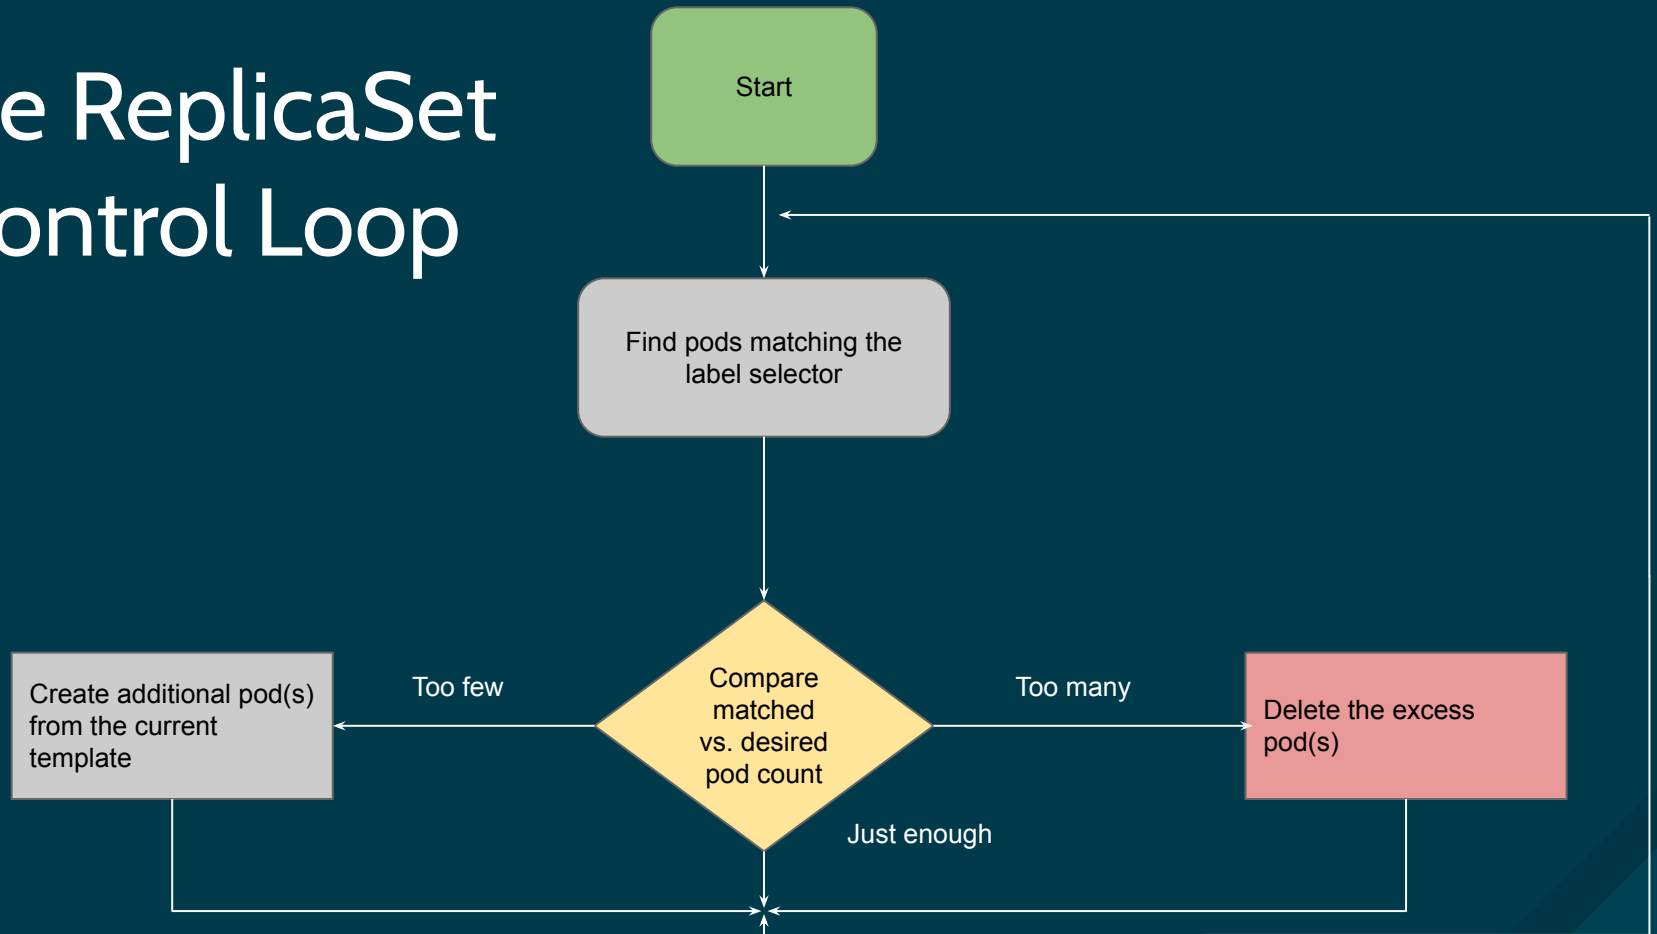 e ReplicaSet
ontrol Loop
Start
Find pods matching the
label selector
Compare
matched
vs. desired
pod count
Too few
Too many
Just enough
Create additional pod(s)
from the current
template
Delete the excess
pod(s)